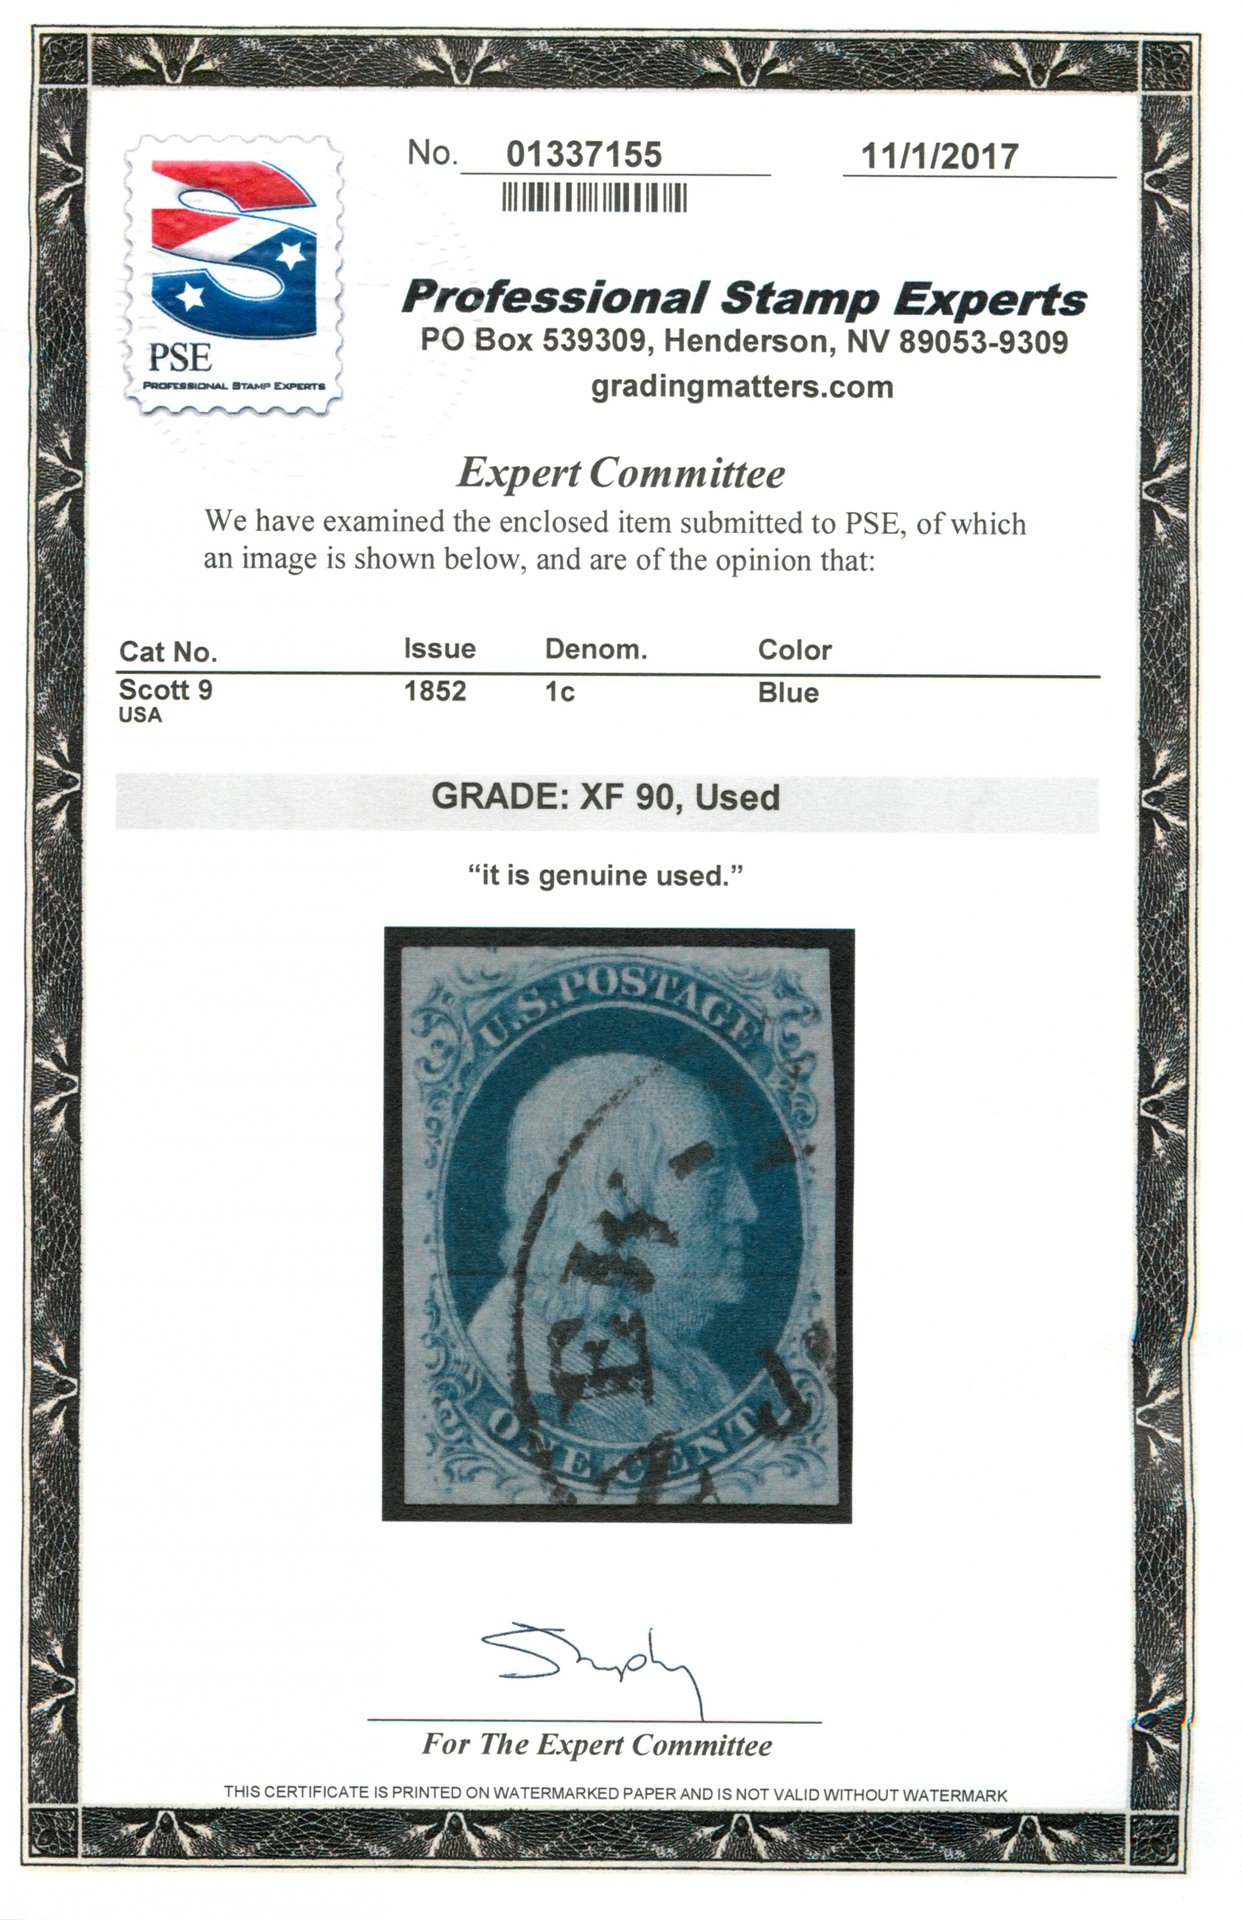 No. 01337155 11/1/2017
PSE
PROFESSIONAL STAMP EXPERTS
Professional Stamp Experts
PO Box 539309, Henderson, NV 89053-9309
gradingmatters.com
Expert Committee
We have examined the enclosed item submitted to PSE, of which
an image is shown below, and are of the opinion that:
Cat No. Issue Denom. Color
Scott 9 1852 1c Blue
USA
GRADE: XF 90, Used
“it is genuine used.”
U.S. POSTAGE
ONE CENT
For The Expert Committee
THIS CERTIFICATE IS PRINTED ON WATERMARKED PAPER AND IS NOT VALID WITHOUT WATERMARK